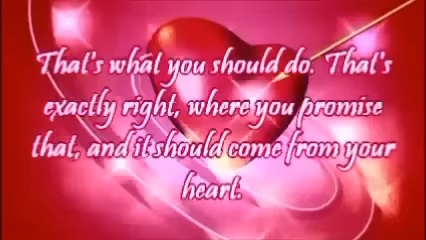 That's what you should do. That's
exactly right, where you promise
that, and it should come from your
heart.